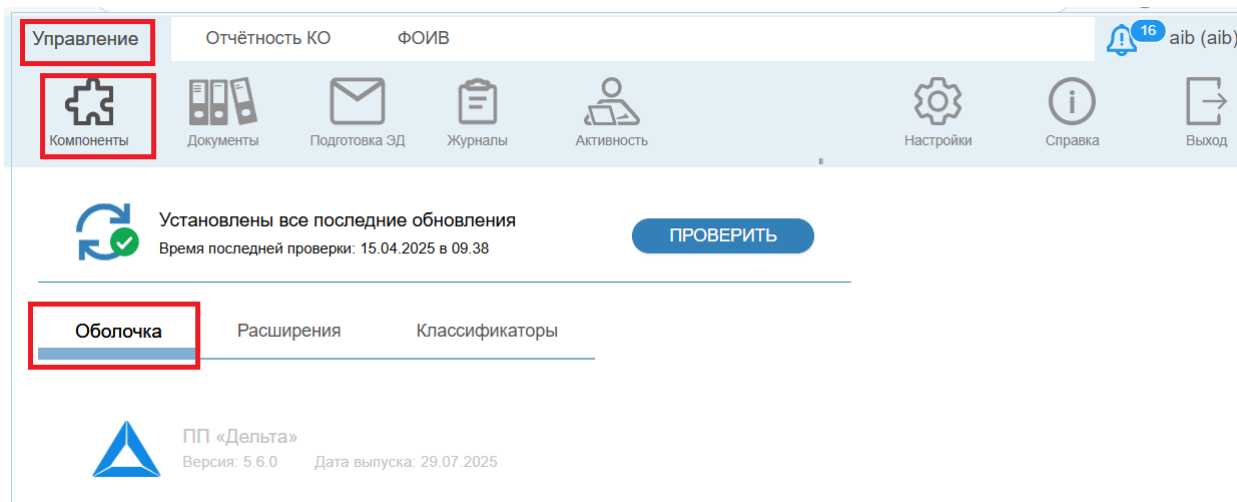 Управление Отчётность КО ФОИВ 16 aib (aib)
Компоненты Документы Подготовка ЭД Журналы Активность Настройки Справка Выход
Установлены все последние обновления
Время последней проверки: 15.04.2025 в 09.38
ПРОВЕРИТЬ
Оболочка Расширения Классификаторы
ПП «Дельта»
Версия: 5.6.0 Дата выпуска: 29.07.2025